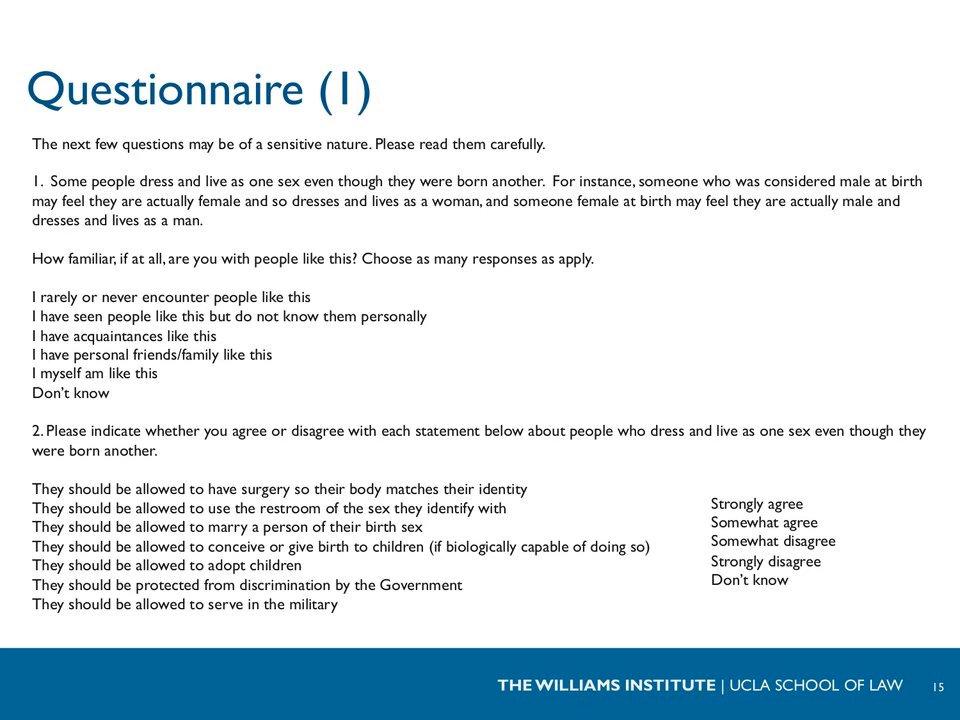 Questionnaire (1)
The next few questions may be of a sensitive nature. Please read them carefully.
1. Some people dress and live as one sex even though they were born another. For instance, someone who was considered male at birth
may feel they are actually female and so dresses and lives as a woman, and someone female at birth may feel they are actually male and
dresses and lives as a man.
How familiar, if at all, are you with people like this? Choose as many responses as apply.
I rarely or never encounter people like this
I have seen people like this but do not know them personally
I have acquaintances like this
I have personal friends/family like this
I myself am like this
Don’t know
2. Please indicate whether you agree or disagree with each statement below about people who dress and live as one sex even though they
were born another.
They should be allowed to have surgery so their body matches their identity
They should be allowed to use the restroom of the sex they identify with
They should be allowed to marry a person of their birth sex
They should be allowed to conceive or give birth to children (if biologically capable of doing so)
They should be allowed to adopt children
They should be protected from discrimination by the Government
They should be allowed to serve in the military
Strongly agree
Somewhat agree
Somewhat disagree
Strongly disagree
Don’t know
THE WILLIAMS INSTITUTE | UCLA SCHOOL OF LAW
15